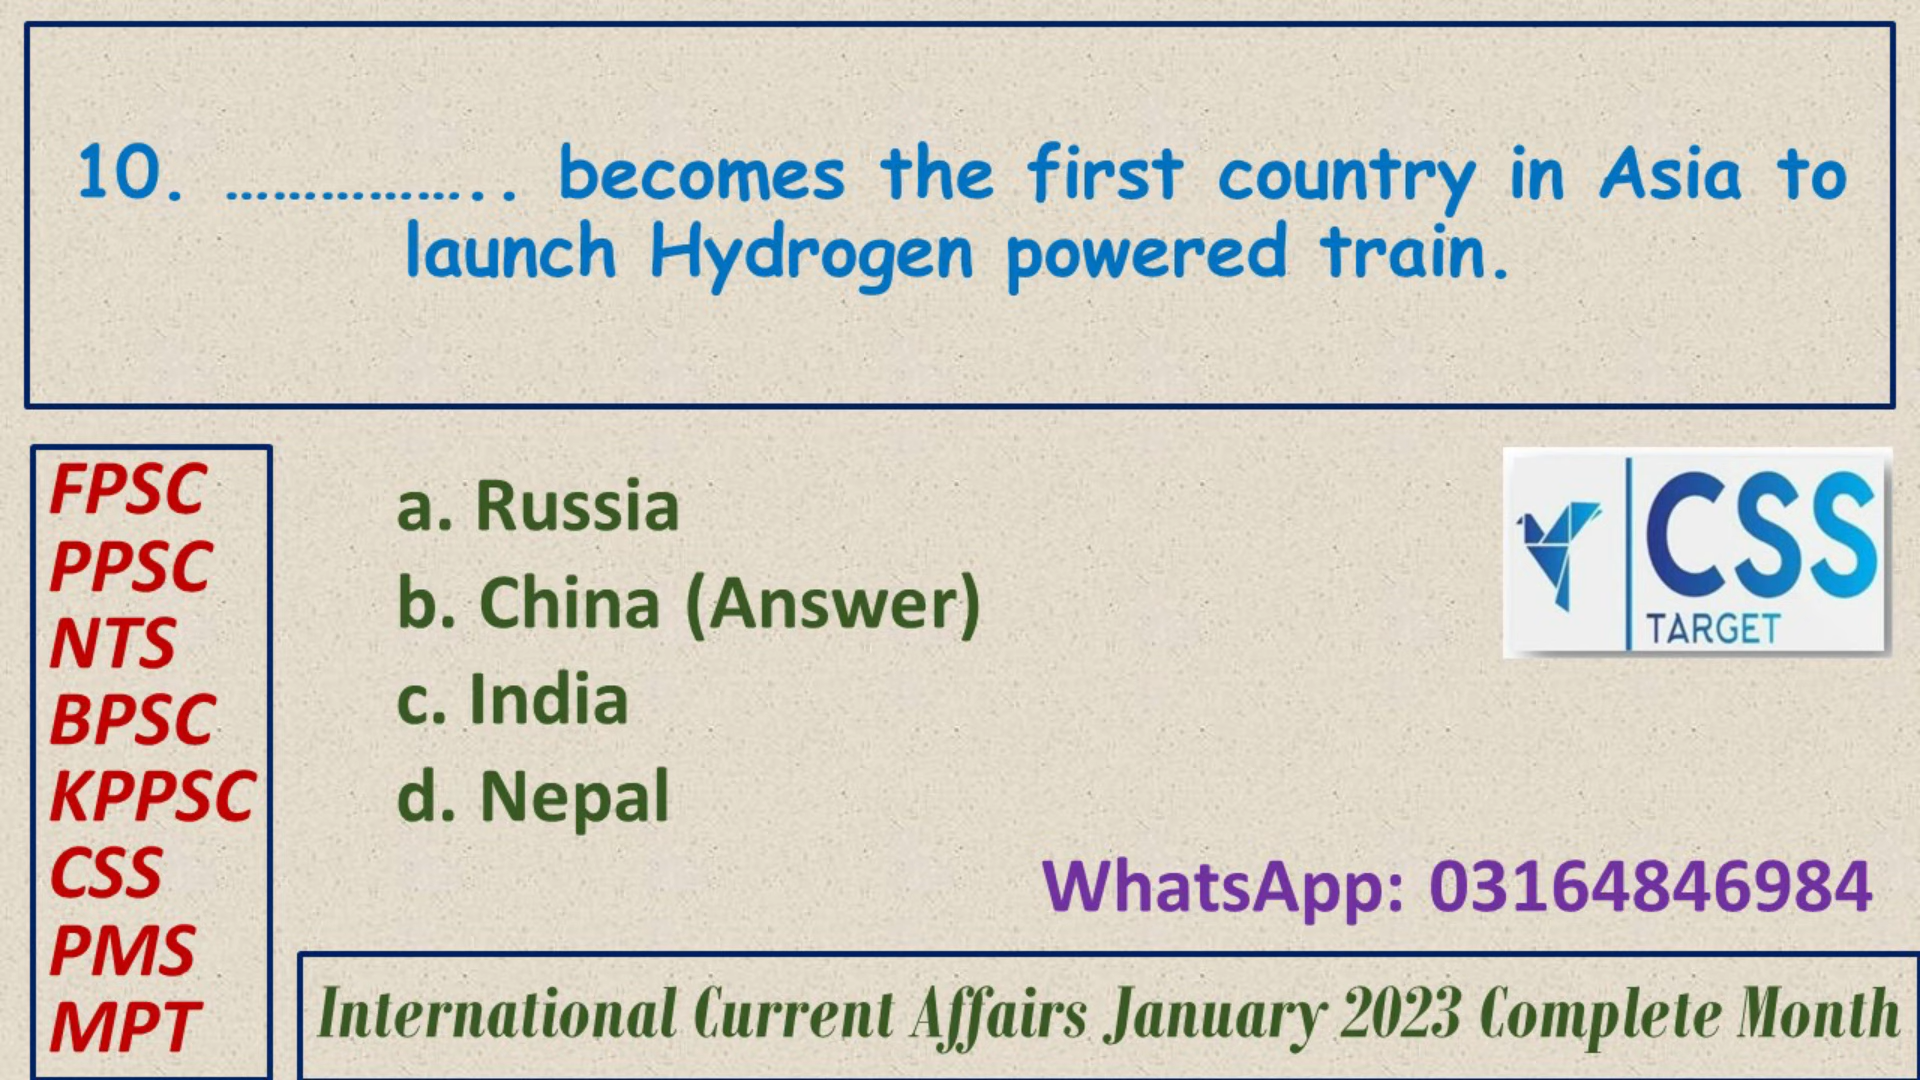 10. …………….. becomes the first country in Asia to
launch Hydrogen powered train.
FPSC
PPSC
NTS
BPSC
KPPSC
CSS
PMS
MPT
a. Russia
b. China (Answer)
c. India
d. Nepal
CSS
TARGET
WhatsApp: 03164846984
International Current Affairs January 2023 Complete Month